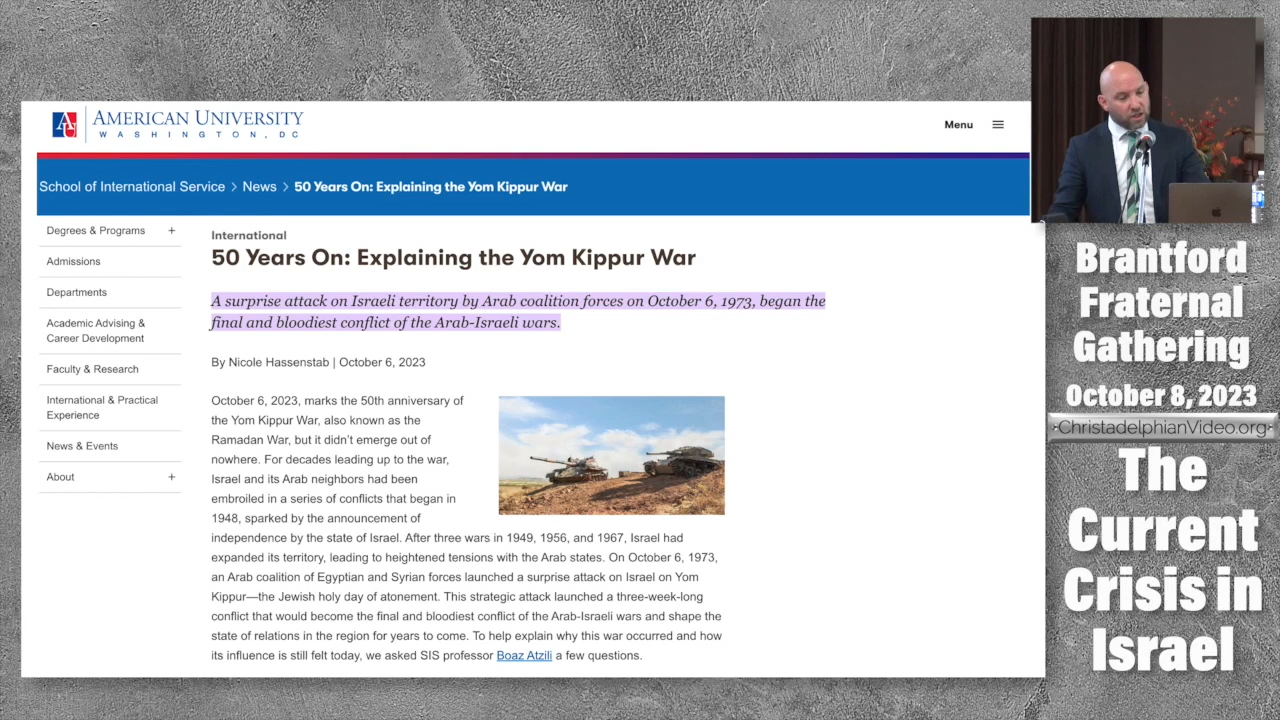 AMERICAN UNIVERSITY
WASHINGTON, DC
Menu
School of International Service > News > 50 Years On: Explaining the Yom Kippur War
Degrees & Programs +
Admissions
Departments
Academic Advising &
Career Development
Faculty & Research
International & Practical
Experience
News & Events
About +
International
50 Years On: Explaining the Yom Kippur War
A surprise attack on Israeli territory by Arab coalition forces on October 6, 1973, began the
final and bloodiest conflict of the Arab-Israeli wars.
By Nicole Hassenstab | October 6, 2023
October 6, 2023, marks the 50th anniversary of
the Yom Kippur War, also known as the
Ramadan War, but it didn't emerge out of
nowhere. For decades leading up to the war,
Israel and its Arab neighbors had been
embroiled in a series of conflicts that began in
1948, sparked by the announcement of
independence by the state of Israel. After three wars in 1949, 1956, and 1967, Israel had
expanded its territory, leading to heightened tensions with the Arab states. On October 6, 1973,
an Arab coalition of Egyptian and Syrian forces launched a surprise attack on Israel on Yom
Kippur—the Jewish holy day of atonement. This strategic attack launched a three-week-long
conflict that would become the final and bloodiest conflict of the Arab-Israeli wars and shape the
state of relations in the region for years to come. To help explain why this war occurred and how
its influence is still felt today, we asked SIS professor Boaz Atzili a few questions.
Brantford
Fraternal
Gathering
October 8, 2023
ChristadelphianVideo.org
The
Current
Crisis in
Israel